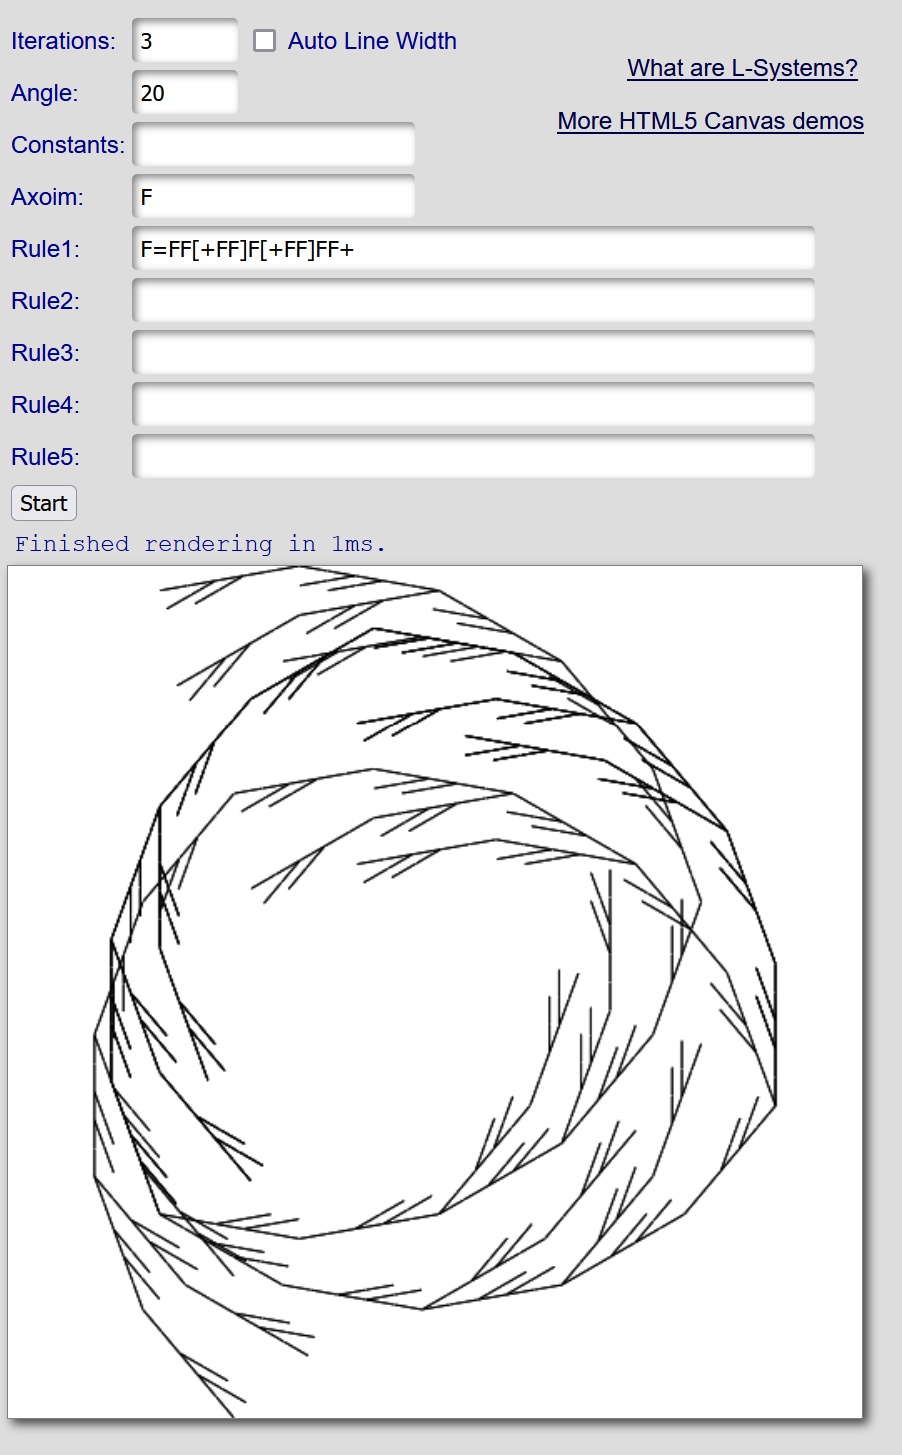 Iterations: 3 Auto Line Width
What are L-Systems?
Angle: 20
More HTML5 Canvas demos
Constants:
Axoim: F
Rule1: F=FF[+FF]F[+FF]FF+
Rule2:
Rule3:
Rule4:
Rule5:
Start
Finished rendering in 1ms.